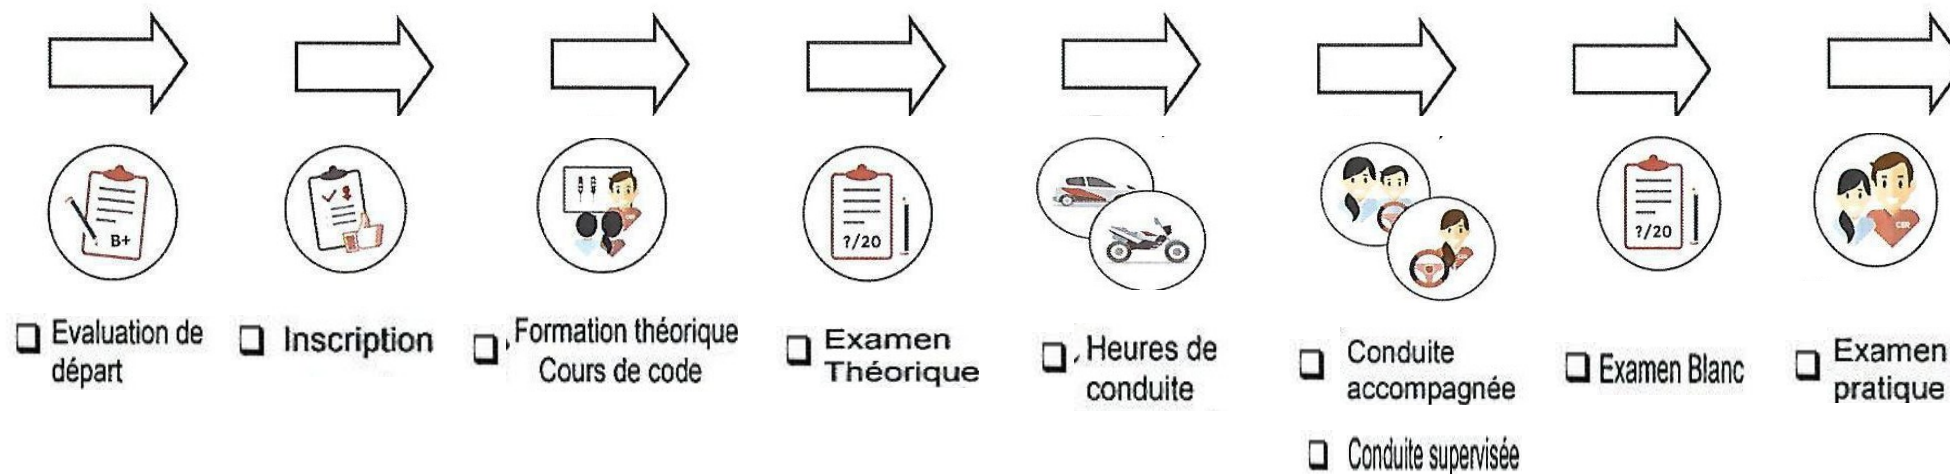 B+
?/20
?/20
CER
Evaluation de
départ
Inscription
Formation théorique
Cours de code
Examen
Théorique
Heures de
conduite
Conduite
accompagnée
Conduite supervisée
Examen Blanc
Examen
pratique